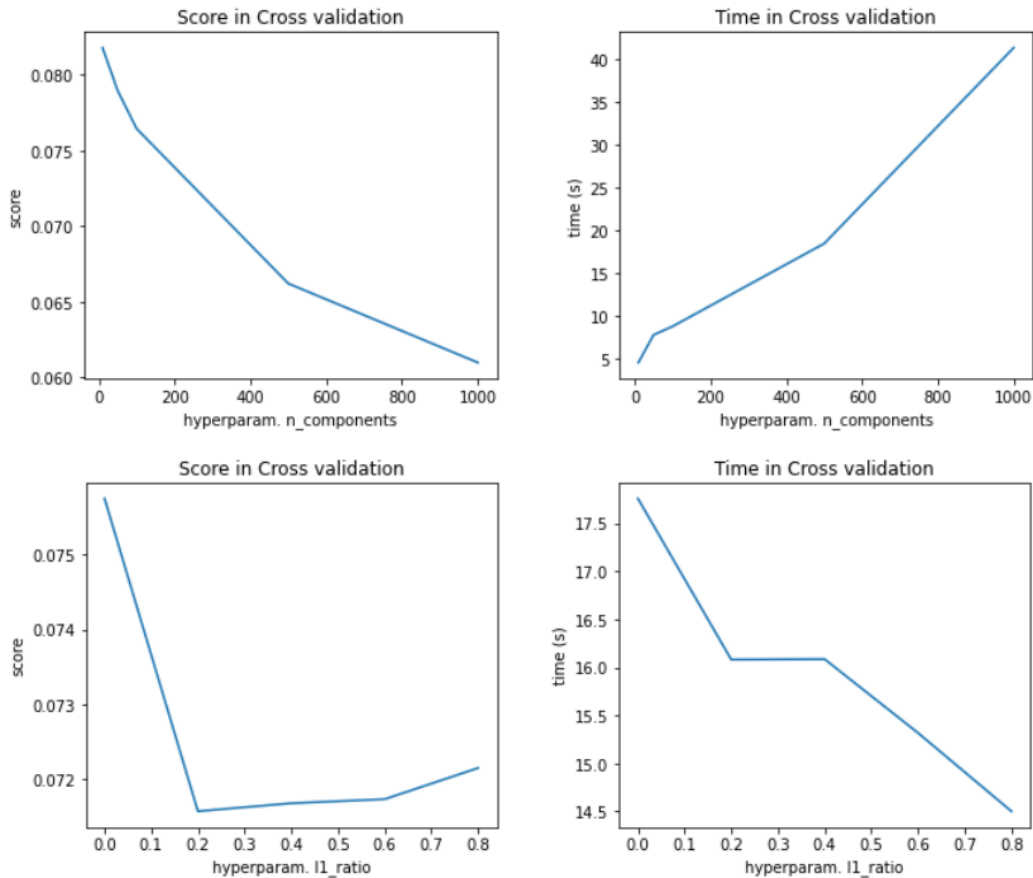 Score in Cross validation
0.080
0.075
0.070
0.065
0.060
score
0 200 400 600 800 1000
hyperparam. n_components
Time in Cross validation
40
35
30
25
20
15
10
5
time (s)
0 200 400 600 800 1000
hyperparam. n_components
Score in Cross validation
0.075
0.074
0.073
0.072
score
0.0 0.1 0.2 0.3 0.4 0.5 0.6 0.7 0.8
hyperparam. l1_ratio
Time in Cross validation
17.5
17.0
16.5
16.0
15.5
15.0
14.5
time (s)
0.0 0.1 0.2 0.3 0.4 0.5 0.6 0.7 0.8
hyperparam. l1_ratio